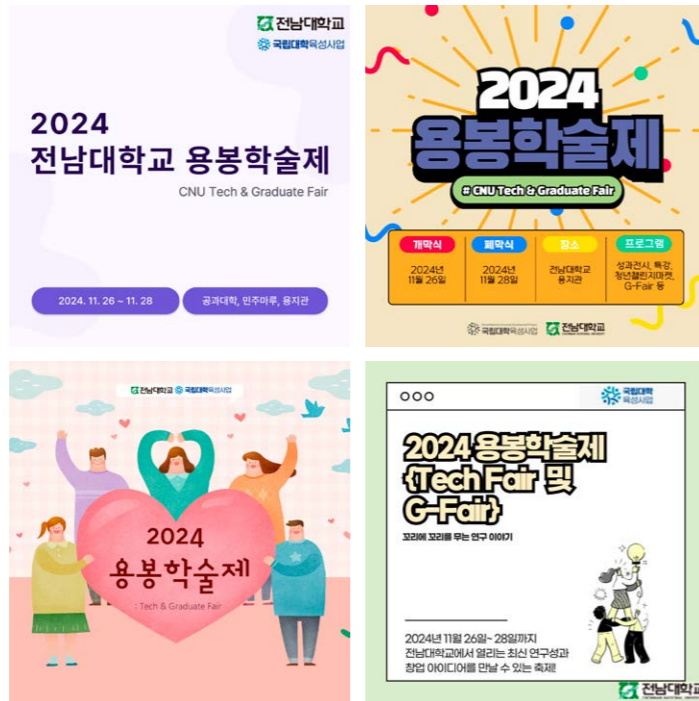 전남대학교
국립대학육성사업
2024
전남대학교 용봉학술제
CNU Tech & Graduate Fair
2024. 11. 26 ~ 11. 28
공과대학, 민주마루, 용지관
2024
용봉학술제
# CNU Tech & Graduate Fair
개막식
2024년
11월 26일
폐막식
2024년
11월 28일
장소
전남대학교
용지관
프로그램
성과전시, 특강,
청년챌린지마켓,
G-Fair 등
국립대학육성사업 전남대학교
전남대학교 국립대학육성사업
2024
용봉학술제
: Tech & Graduate Fair
국립대학
육성사업
2024 용봉학술제
{Tech Fair 및
G-Fair}
꼬리에 꼬리를 무는 연구 이야기
2024년 11월 26일~ 28일까지
전남대학교에서 열리는 최신 연구성과
창업 아이디어를 만날 수 있는 축제!
전남대학교